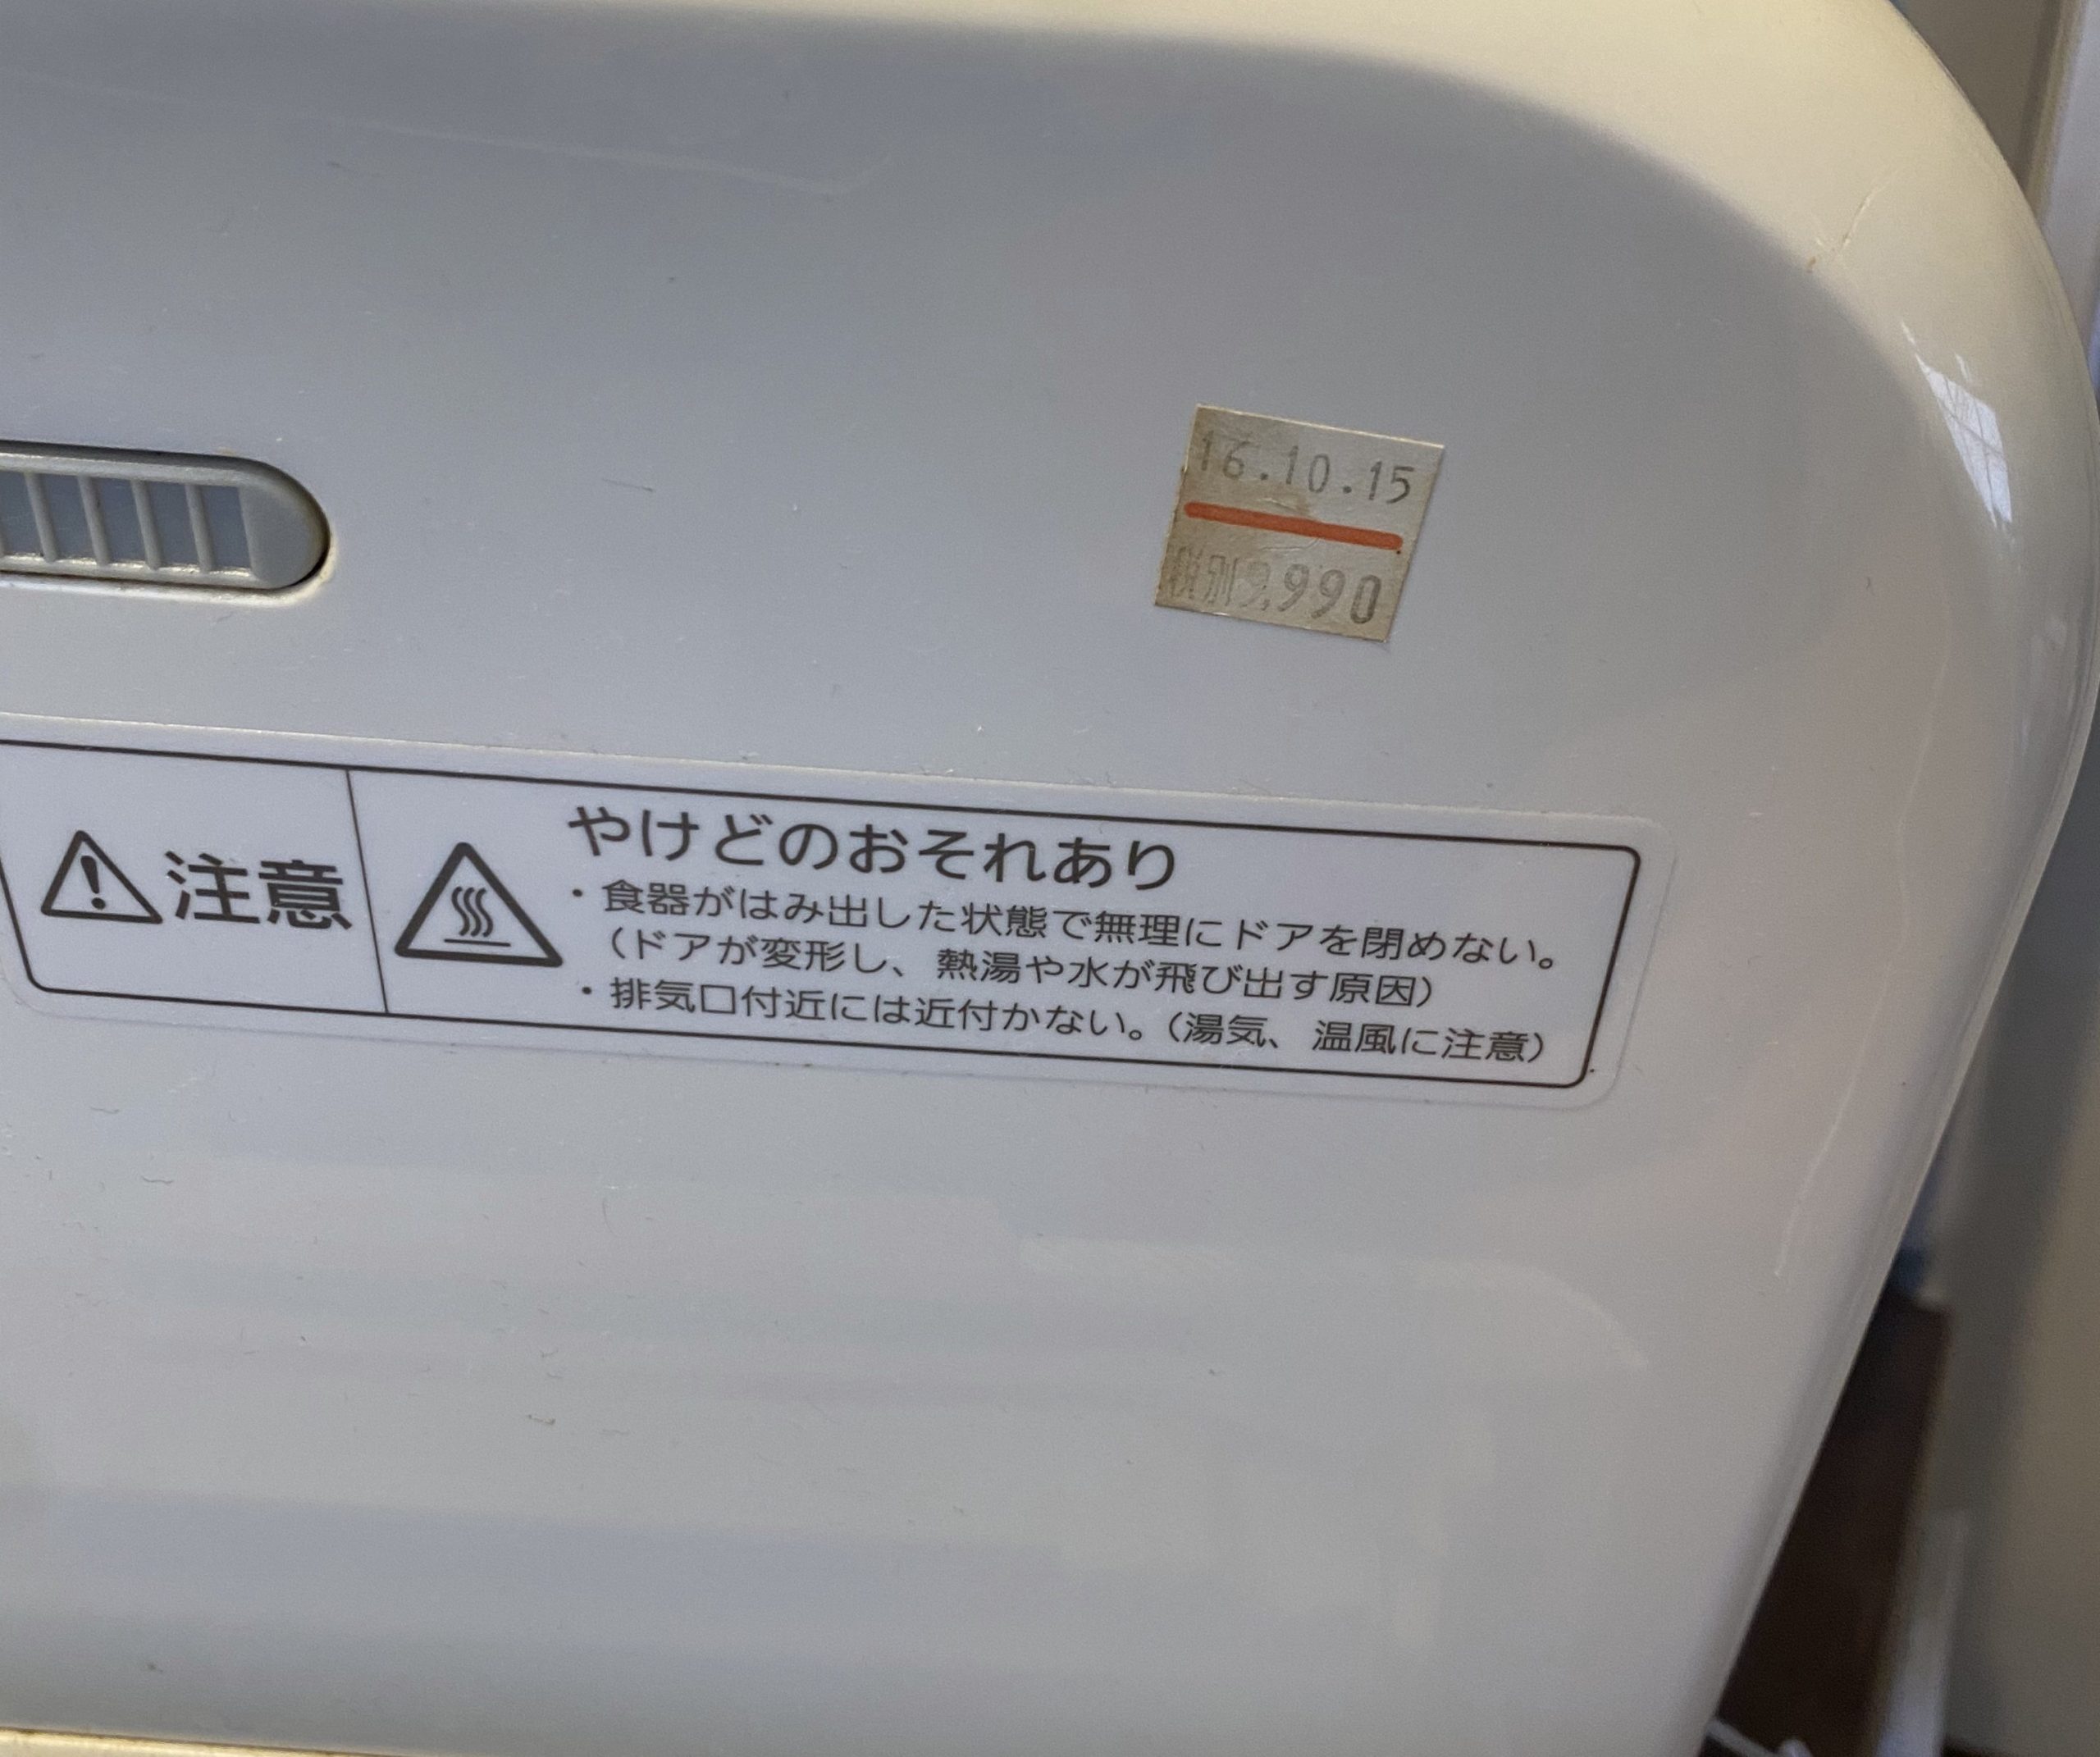 16.10.15
税別9,990
注意
やけどのおそれあり
・食器がはみ出した状態で無理にドアを閉めない。
（ドアが変形し、熱湯や水が飛び出す原因）
・排気口付近には近付かない。（湯気、温風に注意）